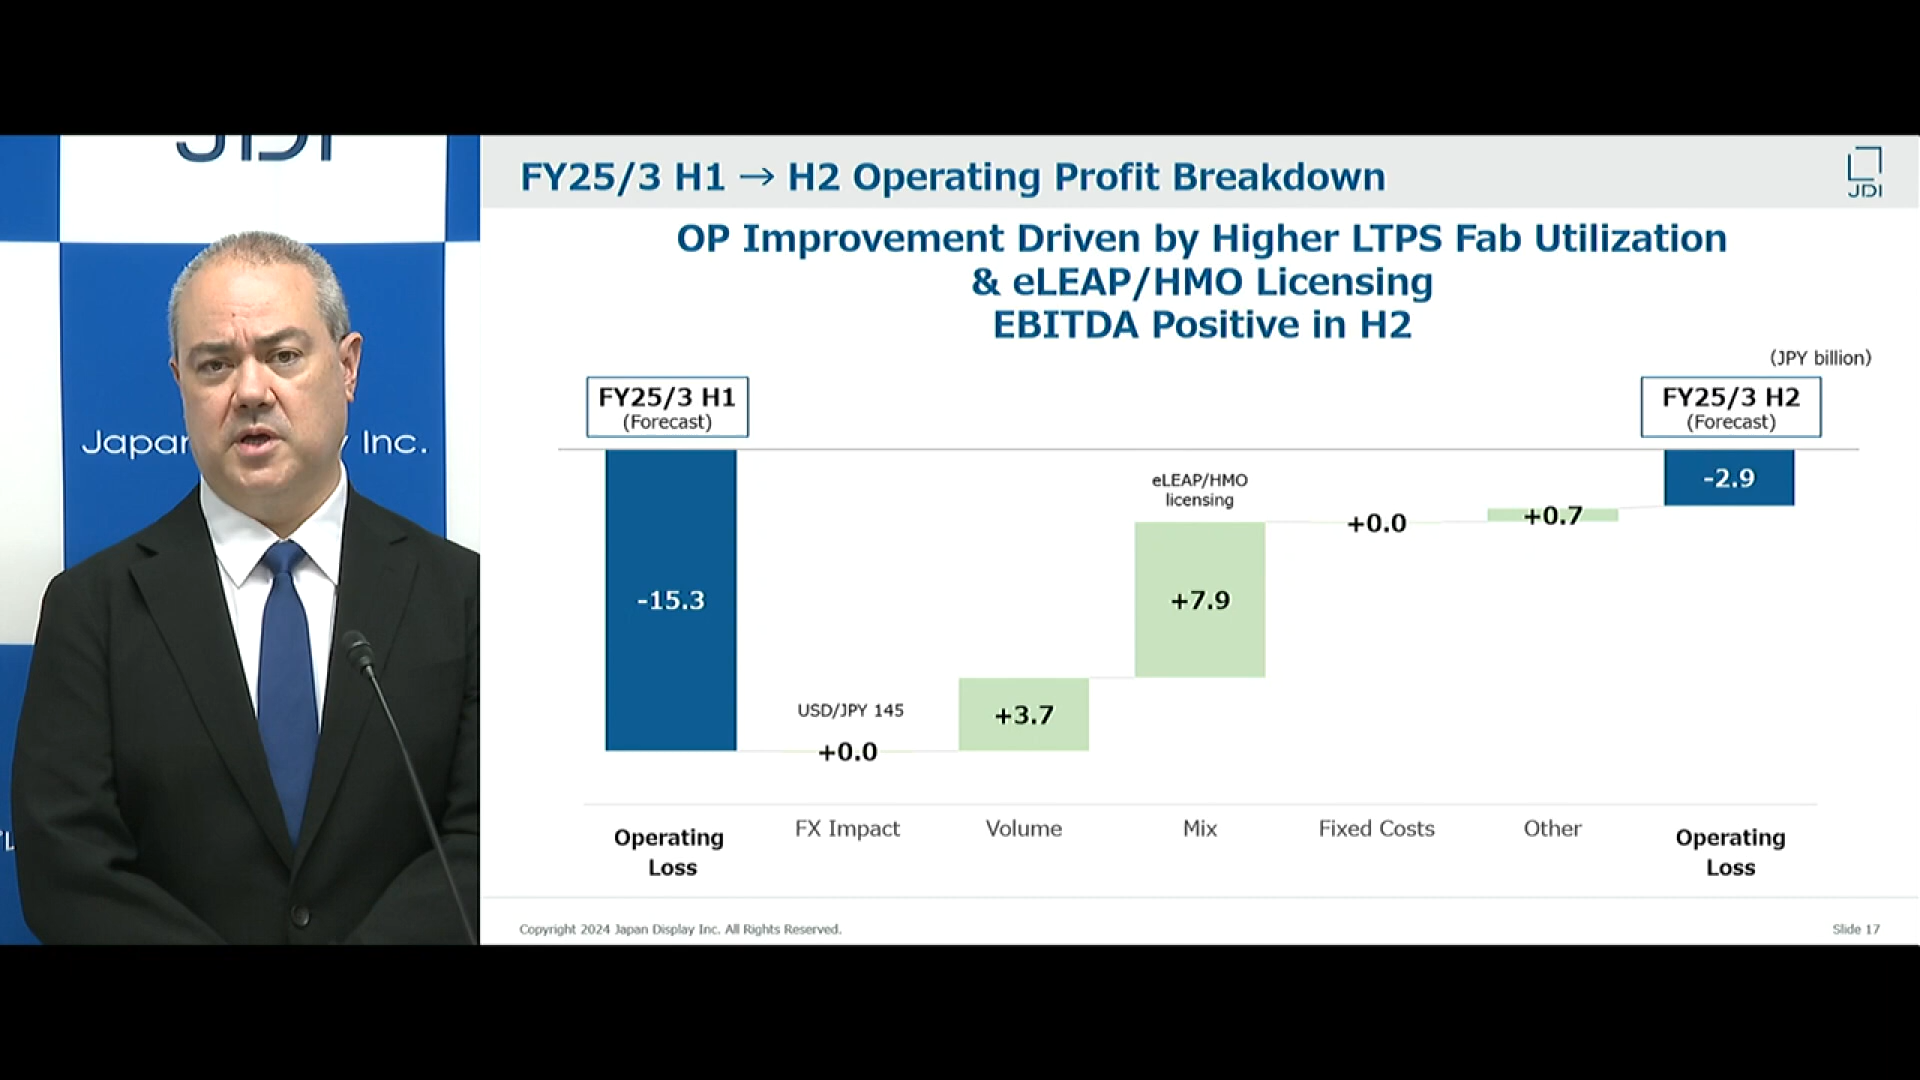 JDI
Japan
Inc.
FY25/3 H1 → H2 Operating Profit Breakdown
JDI
OP Improvement Driven by Higher LTPS Fab Utilization
& eLEAP/HMO Licensing
EBITDA Positive in H2
(JPY billion)
FY25/3 H1
(Forecast)
FY25/3 H2
(Forecast)
-2.9
eLEAP/HMO
licensing
+0.0
+0.7
-15.3
+7.9
USD/JPY 145
+3.7
+0.0
Operating
Loss
FX Impact
Volume
Mix
Fixed Costs
Other
Operating
Loss
Copyright 2024 Japan Display Inc. All Rights Reserved.
Slide 17